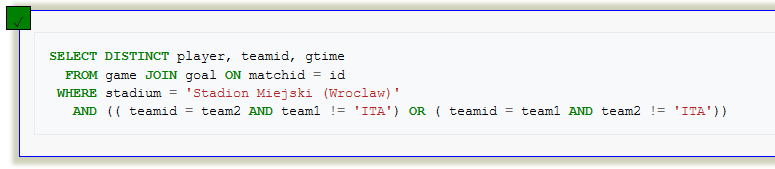 SELECT DISTINCT player, teamid, gtime
FROM game JOIN goal ON matchid = id
WHERE stadium = 'Stadion Miejski (Wroclaw)'
AND (( teamid = team2 AND team1 != 'ITA') OR ( teamid = team1 AND team2 != 'ITA'))